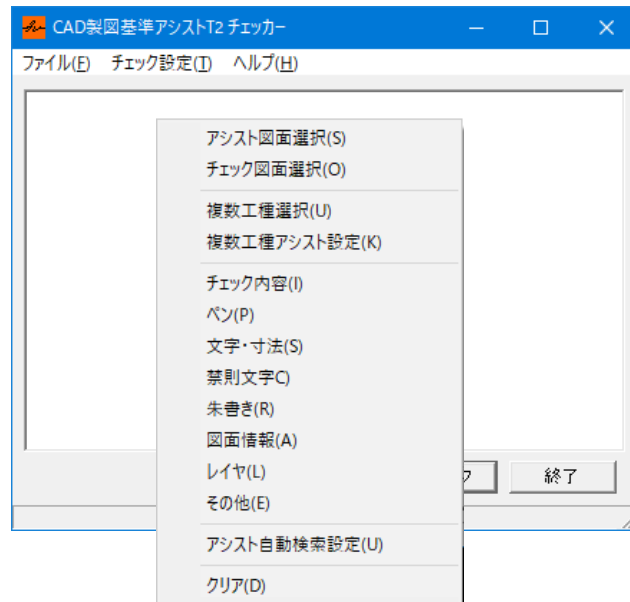 CAD製図基準アシストT2 チェッカー
ファイル(F) チェック設定(T) ヘルプ(H)
アシスト図面選択(S)
チェック図面選択(O)
複数工種選択(U)
複数工種アシスト設定(K)
チェック内容(I)
ペン(P)
文字・寸法(S)
禁則文字C)
朱書き(R)
図面情報(A)
レイヤ(L)
その他(E)
終了
アシスト自動検索設定(U)
クリア(D)